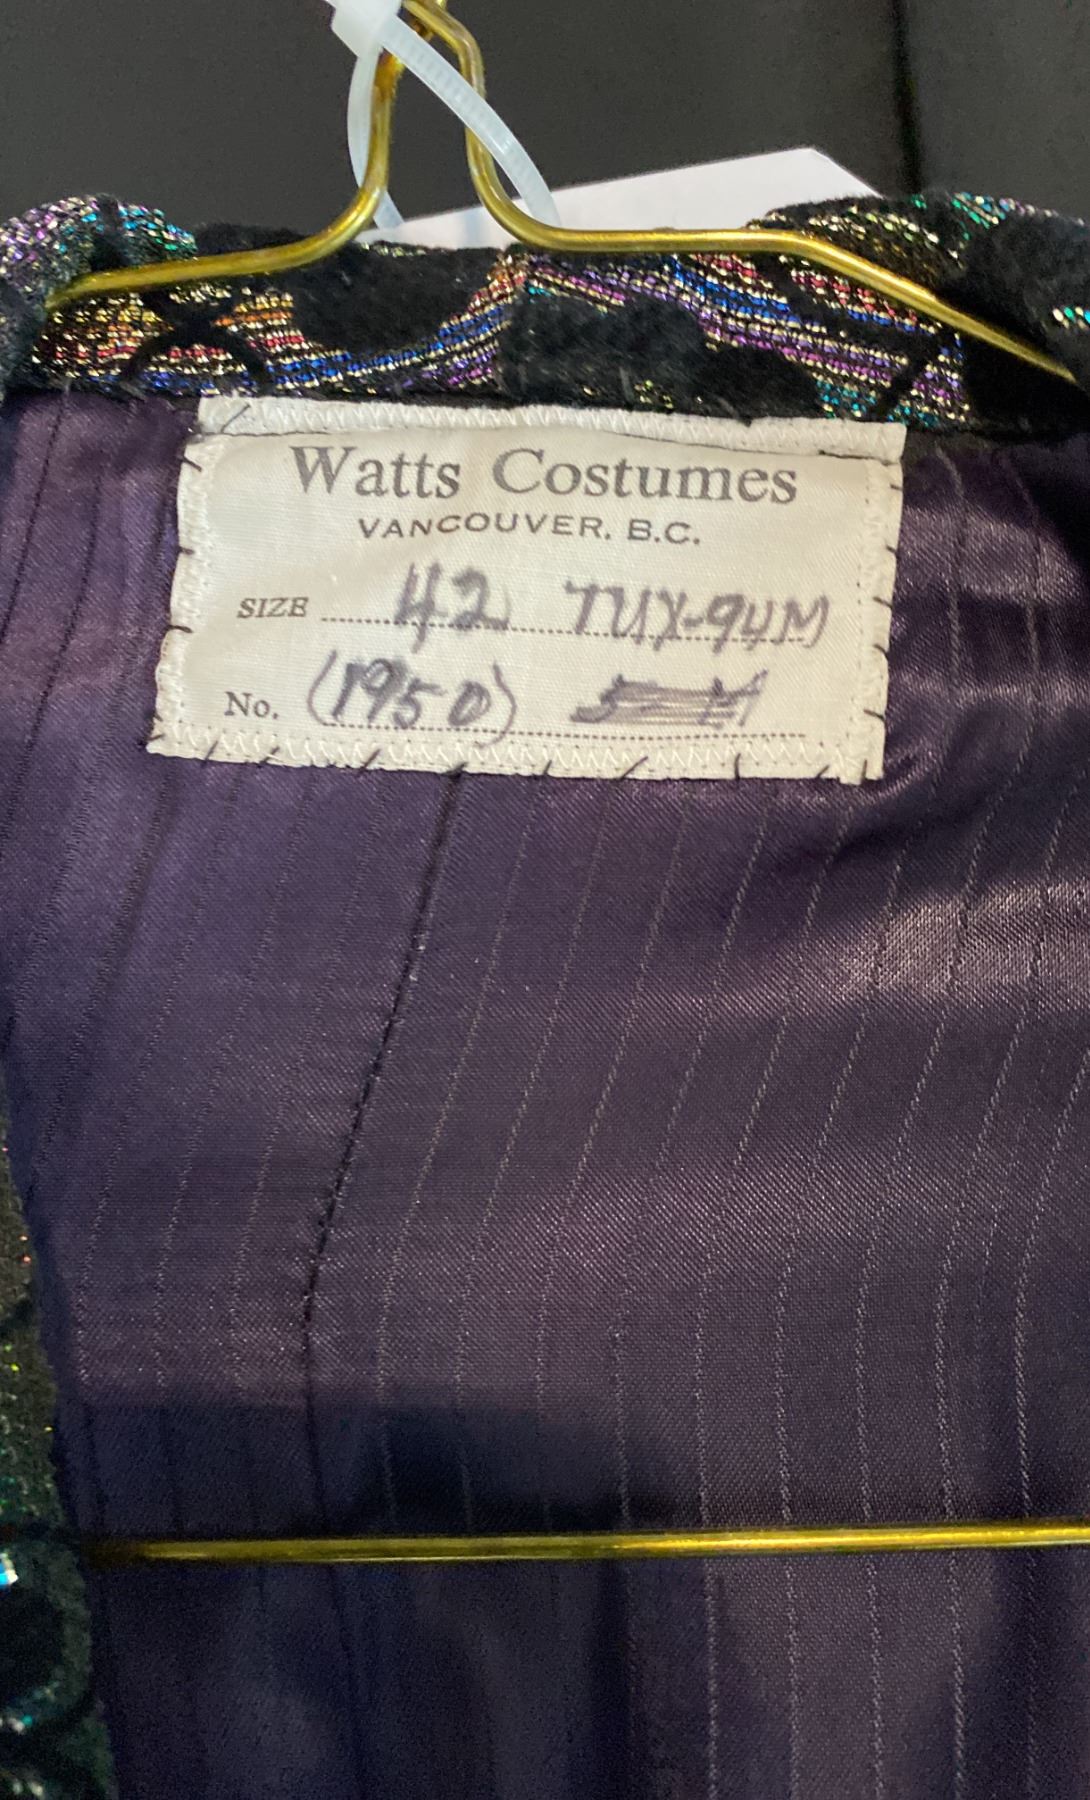 Watts Costumes
VANCOUVER, B.C.
SIZE 42 TUX-94M
No. (1950)